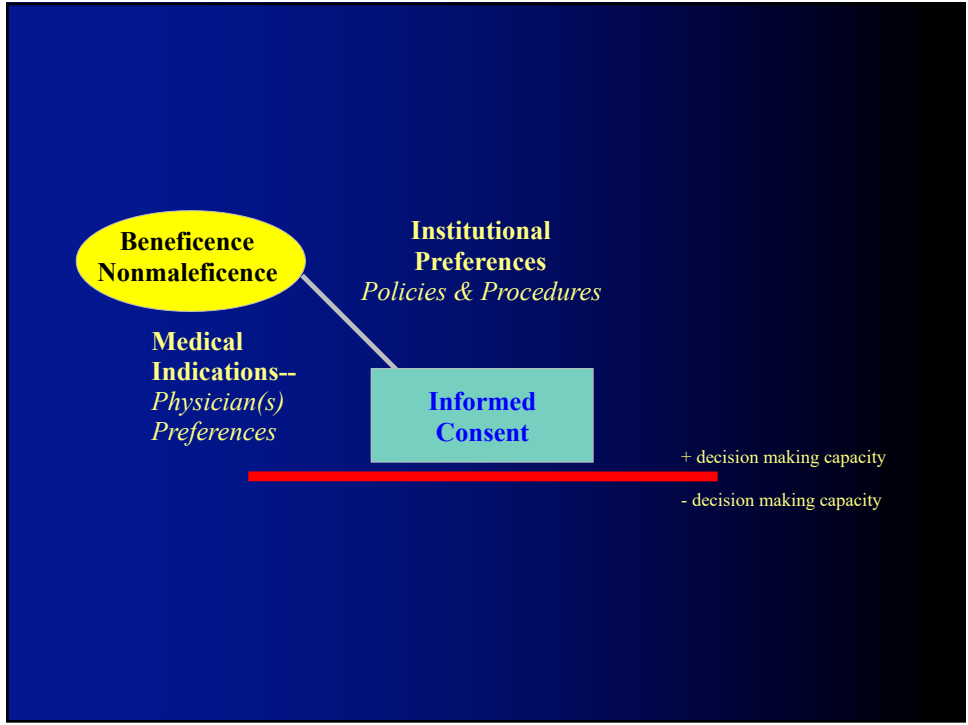 Beneficence
Nonmaleficence
Institutional
Preferences
Policies & Procedures
Medical
Indications--
Physician(s)
Preferences
Informed
Consent
+ decision making capacity
- decision making capacity